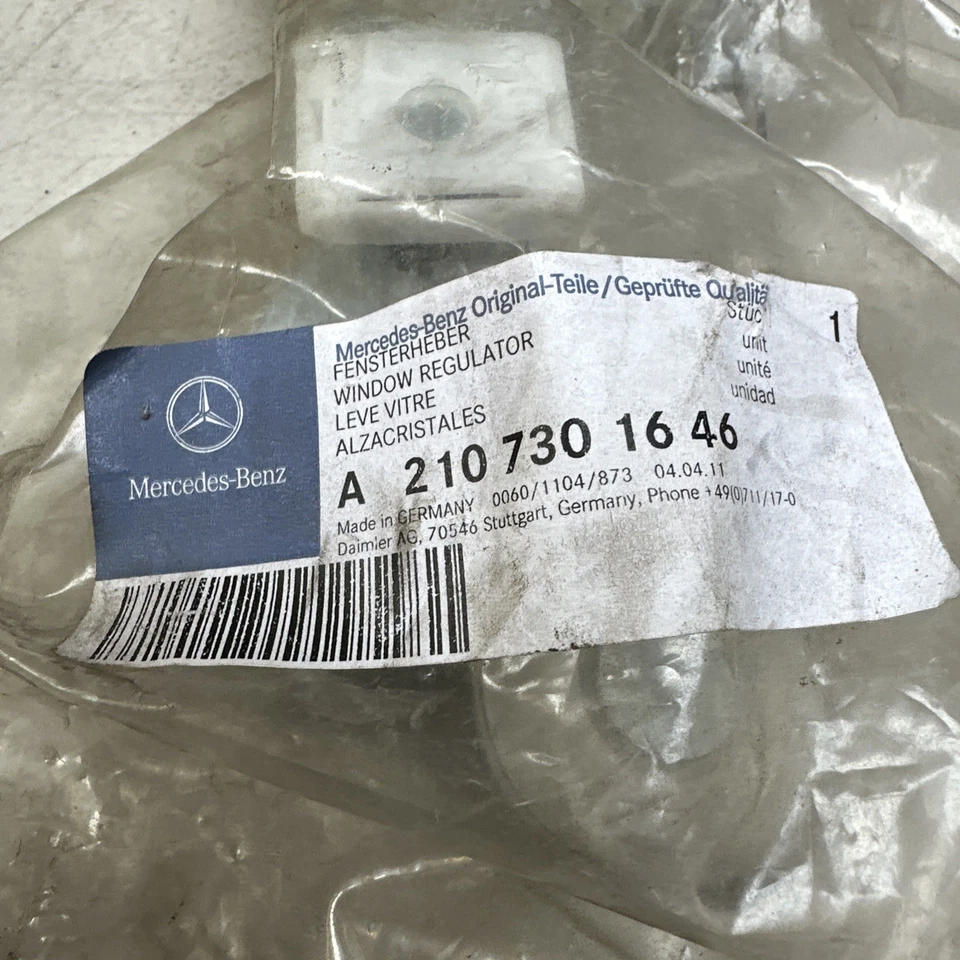 Mercedes-Benz
Mercedes-Benz Original-Teile/Geprüfte Qualität
FENSTERHEBER
WINDOW REGULATOR
LEVE VITRE
ALZACRISTALES
Stück
unit
unité
unidad
1
A 210 730 16 46
Made in GERMANY 0060/1104/873 04.04.11
Daimler AG, 70546 Stuttgart, Germany, Phone +49(0)711/17-0